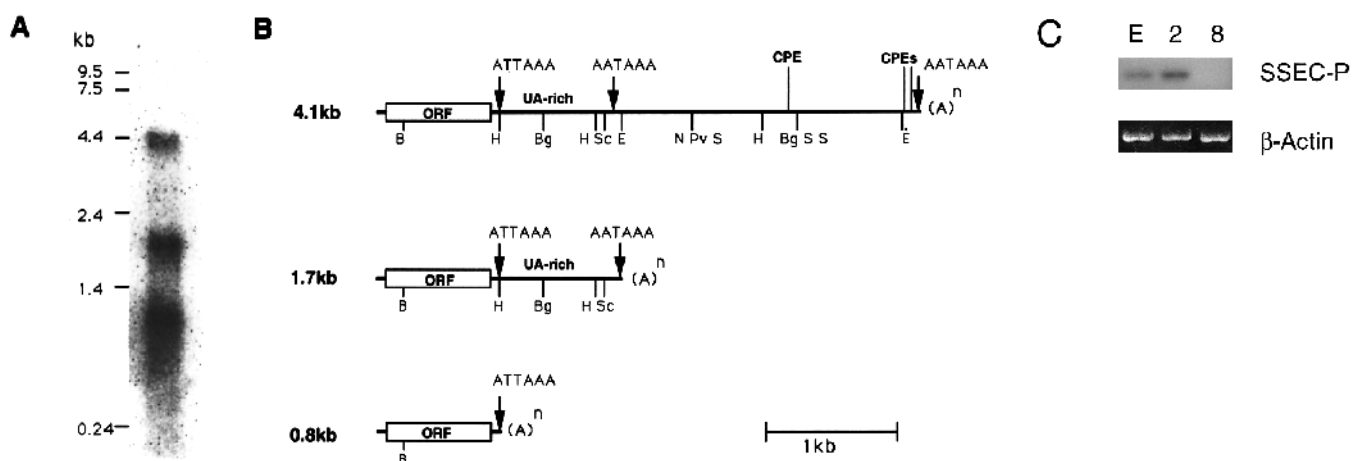 A
kb
9.5
7.5
4.4
2.4
1.4
0.24
B
ATTAAA AATAAA CPE CPEs AATAAA
4.1kb ORF UA-rich (A)n
B H Bg H Sc E N Pv S H Bg S S E
ATTAAA AATAAA
1.7kb ORF UA-rich (A)n
B H Bg H Sc
ATTAAA
0.8kb ORF (A)n
B
1kb
C
E 2 8
SSEC-P
β-Actin